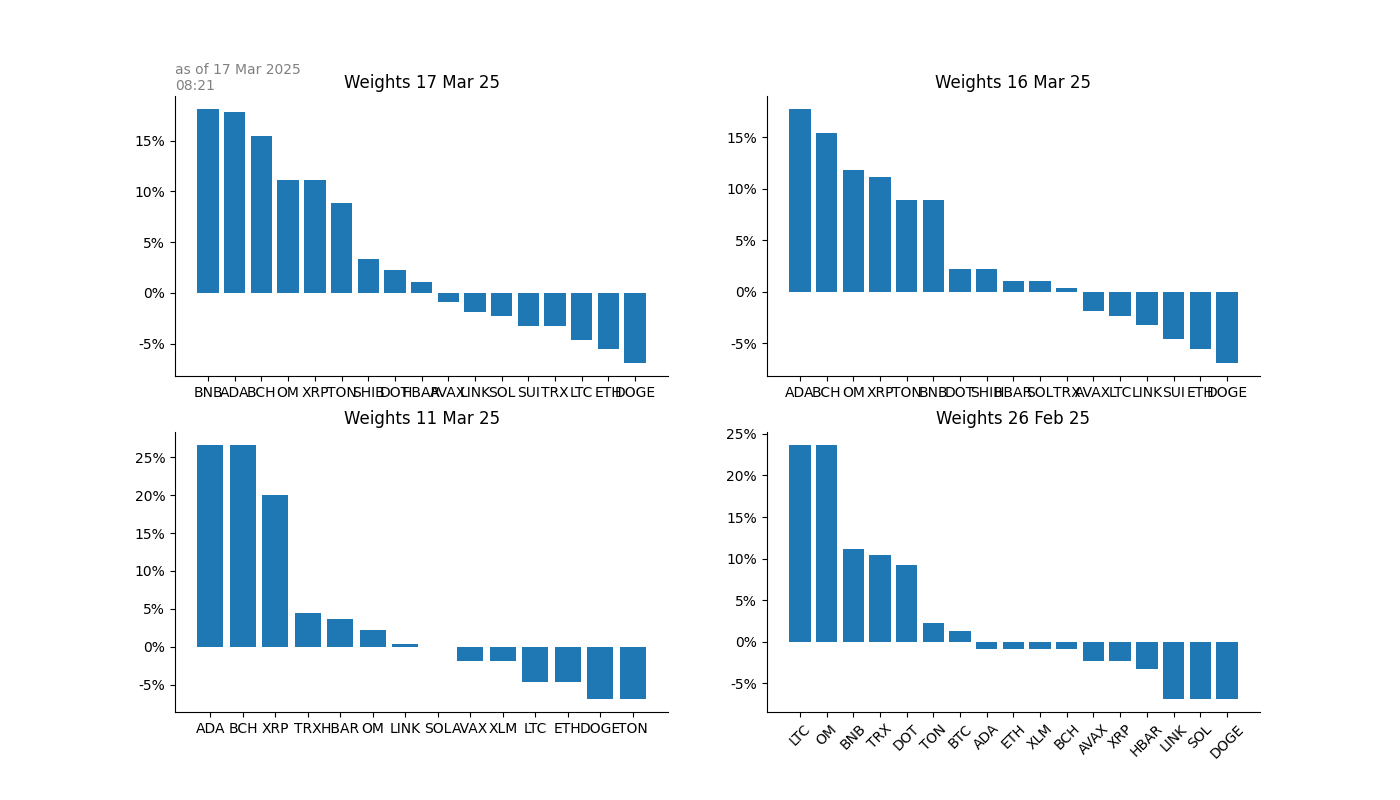 as of 17 Mar 2025
08:21
Weights 17 Mar 25
15%
10%
5%
0%
-5%
BNB ADA BCH OM XRP TON SHIB DOT HBAR AVAX LINK SOL SUI TRX LTC ETH DOGE
Weights 16 Mar 25
15%
10%
5%
0%
-5%
ADA BCH OM XRP TON BNB DOT SHIB HBAR SOL TRX AVAX LTC LINK SUI ETH DOGE
Weights 11 Mar 25
25%
20%
15%
10%
5%
0%
-5%
ADA BCH XRP TRX HBAR OM LINK SOL AVAX XLM LTC ETH DOGE TON
Weights 26 Feb 25
25%
20%
15%
10%
5%
0%
-5%
LTC OM BNB TRX DOT TON BTC ADA ETH XLM BCH AVAX XRP HBAR LINK SOL DOGE